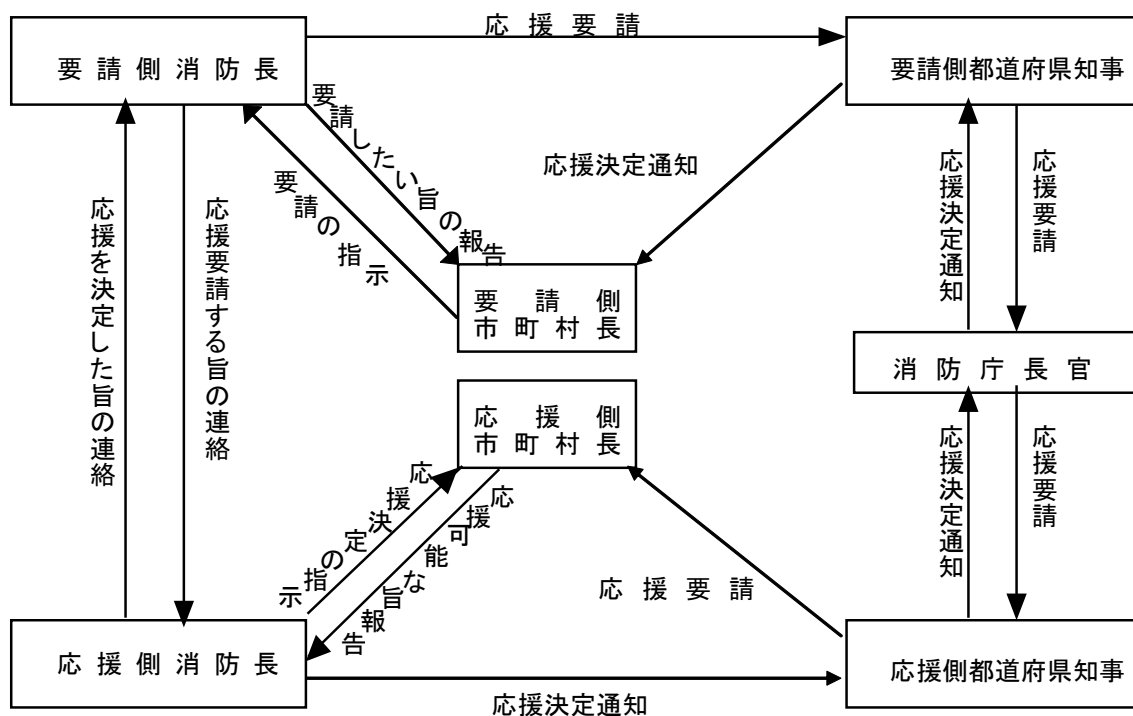 応援要請
要請側消防長
要請側都道府県知事
要請したい旨の報告
要請の指示
応援決定通知
応援決定通知
応援要請
応援を決定した旨の連絡
応援要請する旨の連絡
要請側
市町村長
消防庁長官
応援側
市町村長
応援決定の指示
応援可能な旨報告
応援要請
応援決定通知
応援要請
応援側消防長
応援側都道府県知事
応援決定通知